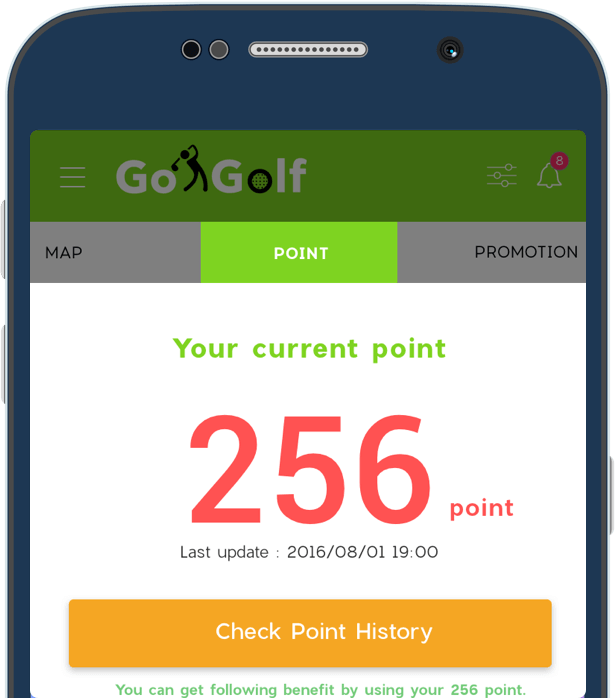 GoGolf
8
MAP
POINT
PROMOTION
Your current point
256 point
Last update : 2016/08/01 19:00
Check Point History
You can get following benefit by using your 256 point.